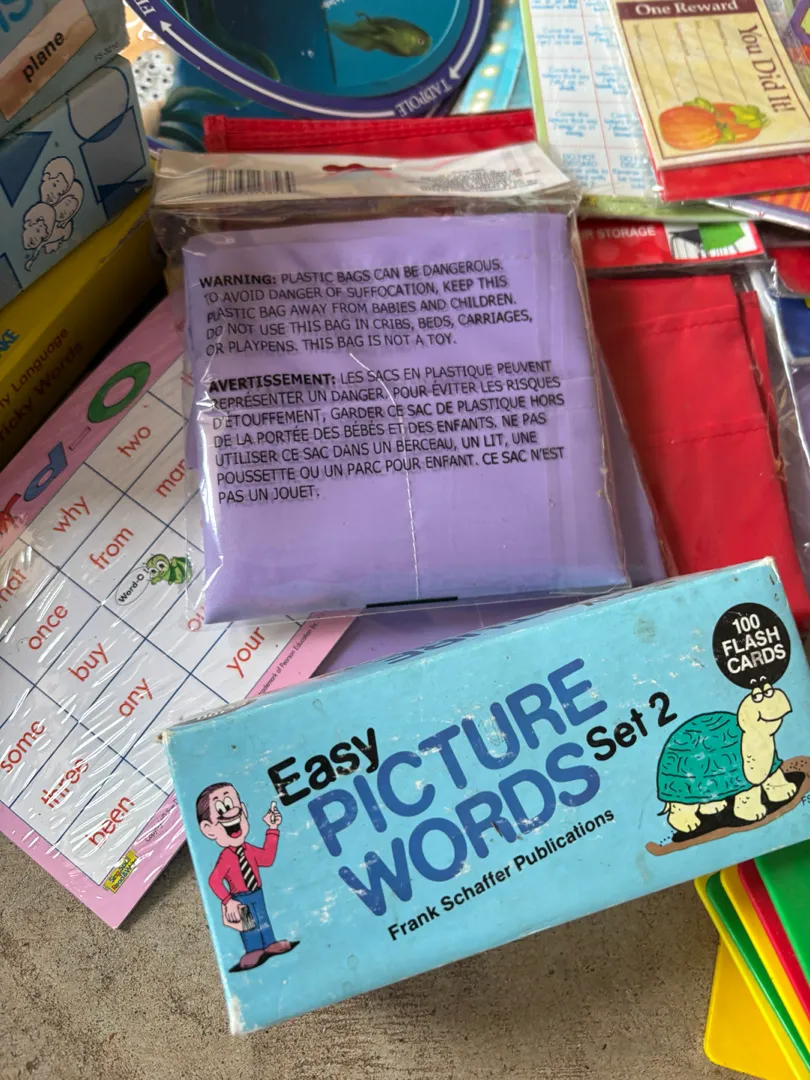 plane
TADPOLE
One Reward
You Did It!
R STORAGE
WARNING: PLASTIC BAGS CAN BE DANGEROUS.
TO AVOID DANGER OF SUFFOCATION, KEEP THIS
PLASTIC BAG AWAY FROM BABIES AND CHILDREN.
DO NOT USE THIS BAG IN CRIBS, BEDS, CARRIAGES,
OR PLAYPENS. THIS BAG IS NOT A TOY.
AVERTISSEMENT: LES SACS EN PLASTIQUE PEUVENT
REPRÉSENTER UN DANGER. POUR ÉVITER LES RISQUES
D'ÉTOUFFEMENT, GARDER CE SAC DE PLASTIQUE HORS
DE LA PORTÉE DES BÉBÉS ET DES ENFANTS. NE PAS
UTILISER CE SAC DANS UN BERCEAU, UN LIT, UNE
POUSSETTE OU UN PARC POUR ENFANT. CE SAC N'EST
PAS UN JOUET.
Language
Words
two
why
from
Word-O
once
buy
any
your
some
been
100
FLASH
CARDS
Easy
PICTURE
WORDS
Set 2
Frank Schaffer Publications